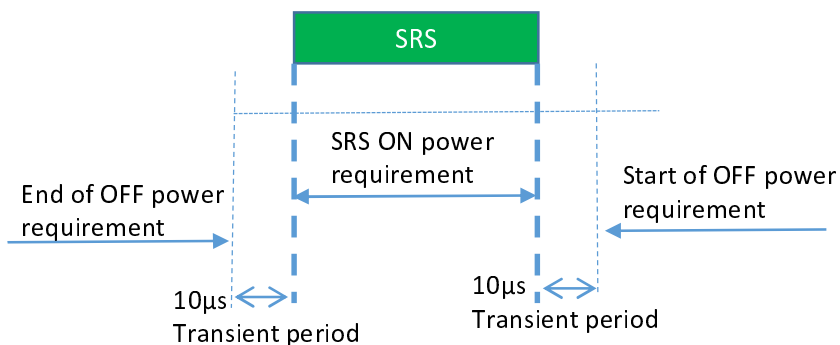 SRS
SRS ON power
requirement
End of OFF power
requirement
Start of OFF power
requirement
10µs
Transient period
10µs
Transient period